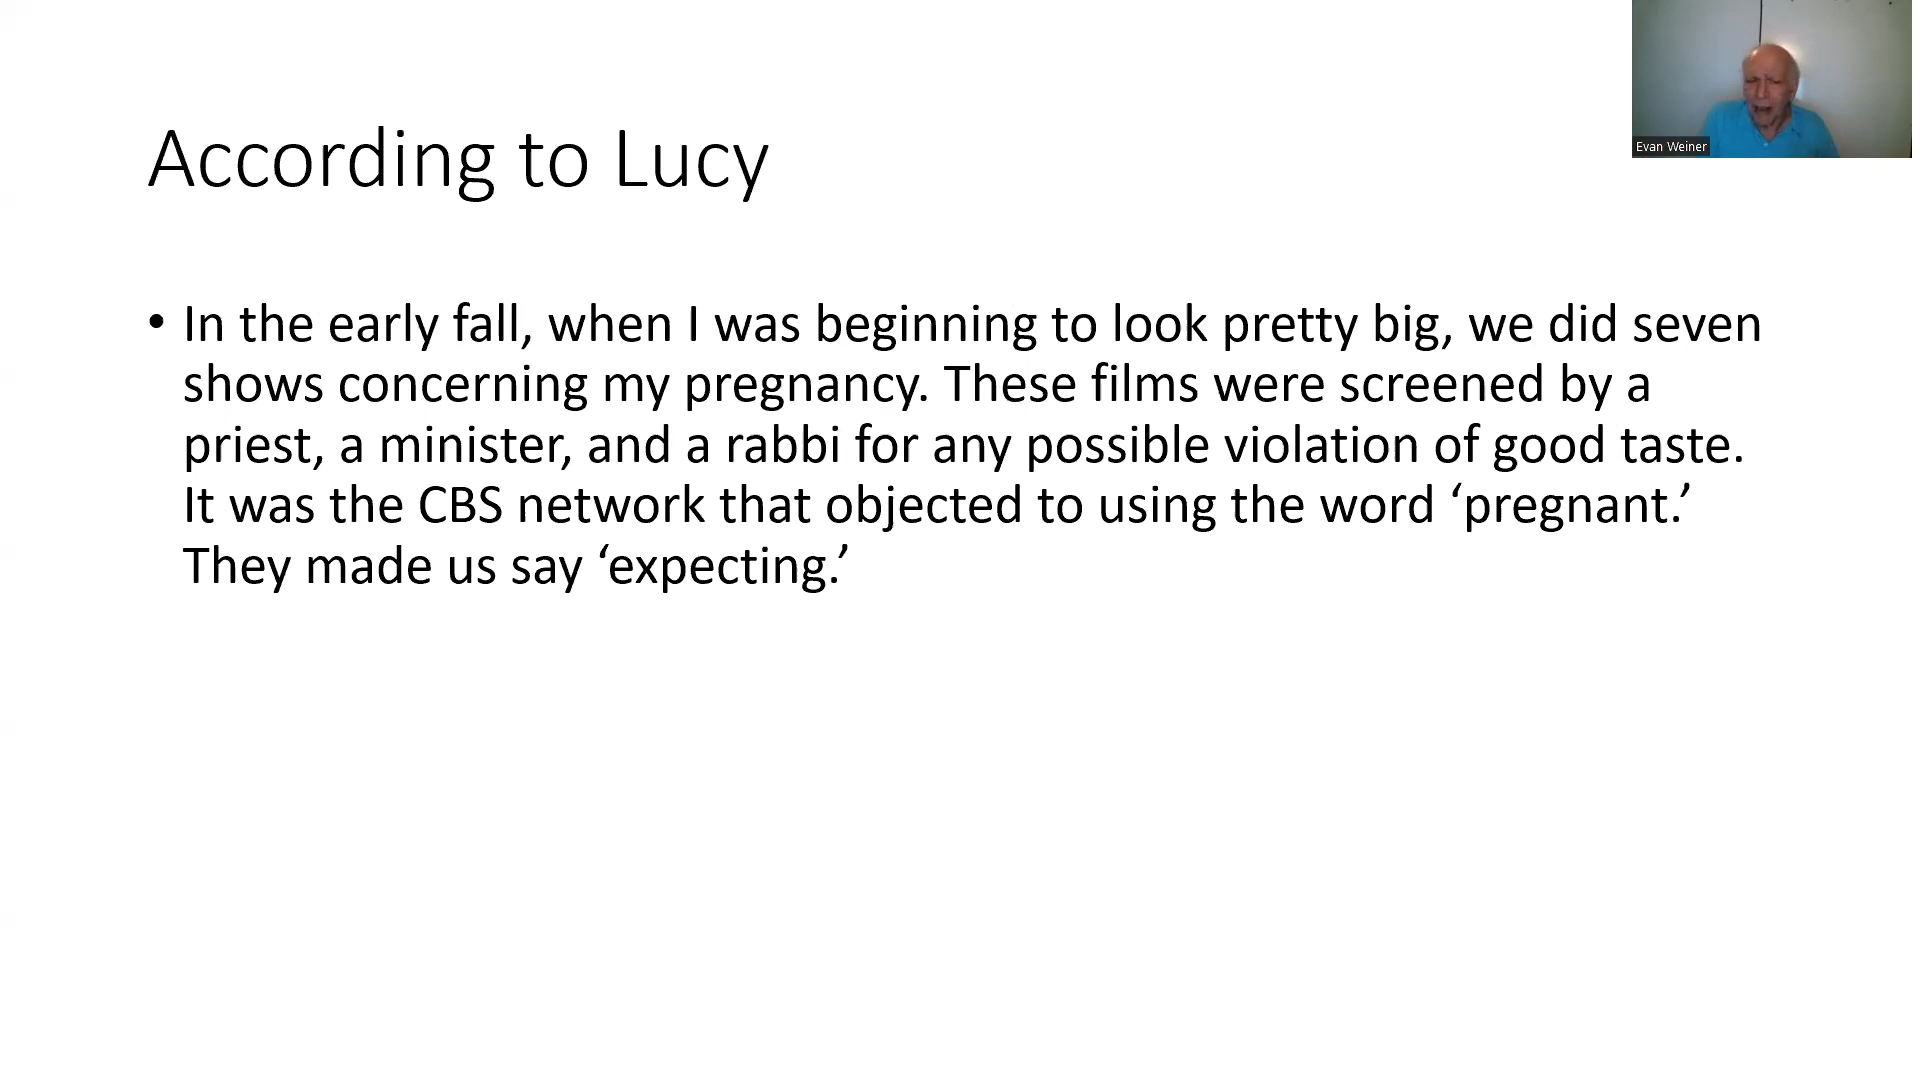 Evan Weiner
According to Lucy
• In the early fall, when I was beginning to look pretty big, we did seven
shows concerning my pregnancy. These films were screened by a
priest, a minister, and a rabbi for any possible violation of good taste.
It was the CBS network that objected to using the word ‘pregnant.’
They made us say ‘expecting.’